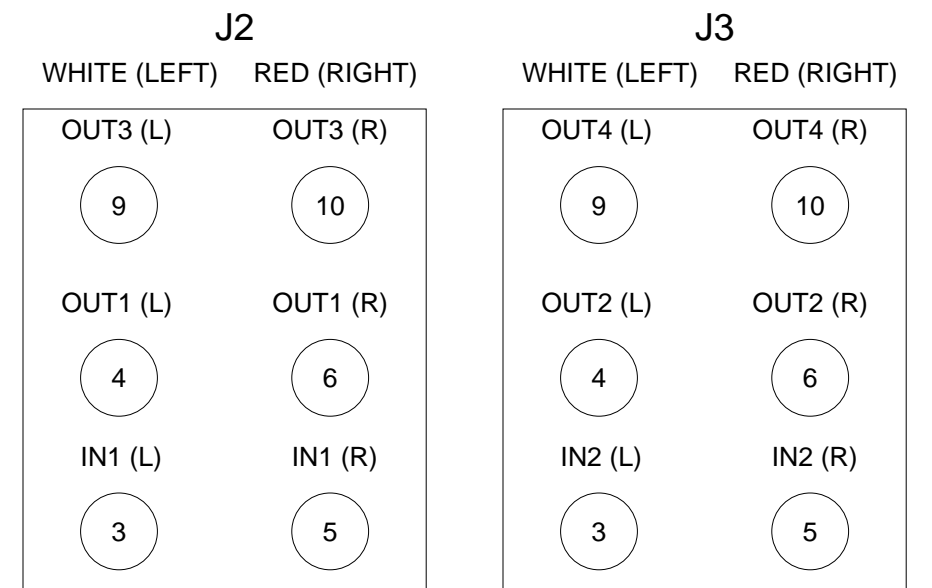 J2
WHITE (LEFT) RED (RIGHT)
OUT3 (L) OUT3 (R)
9 10
OUT1 (L) OUT1 (R)
4 6
IN1 (L) IN1 (R)
3 5
J3
WHITE (LEFT) RED (RIGHT)
OUT4 (L) OUT4 (R)
9 10
OUT2 (L) OUT2 (R)
4 6
IN2 (L) IN2 (R)
3 5